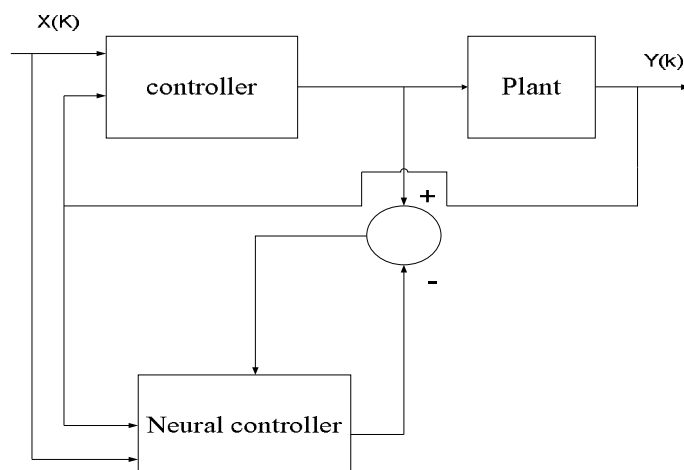 X(K)
controller
Plant
Y(k)
+
-
Neural controller